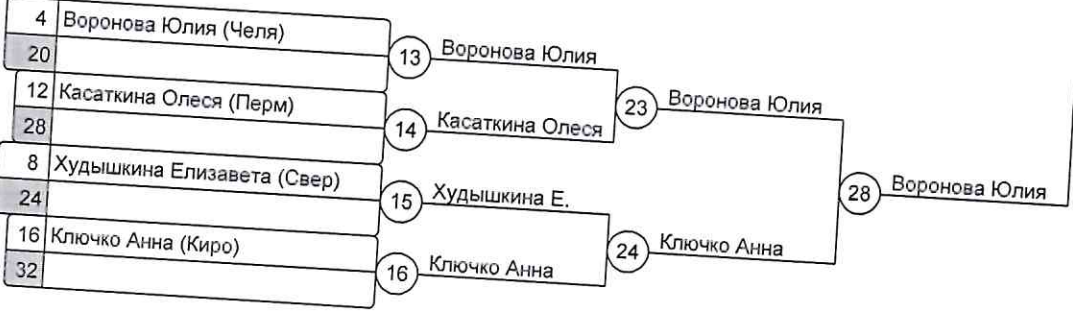 4 Воронова Юлия (Челя)
20
13 Воронова Юлия
12 Касаткина Олеся (Перм)
28
14 Касаткина Олеся
23 Воронова Юлия
8 Худышкина Елизавета (Свер)
24
15 Худышкина Е.
16 Ключко Анна (Киро)
32
16 Ключко Анна
24 Ключко Анна
28 Воронова Юлия